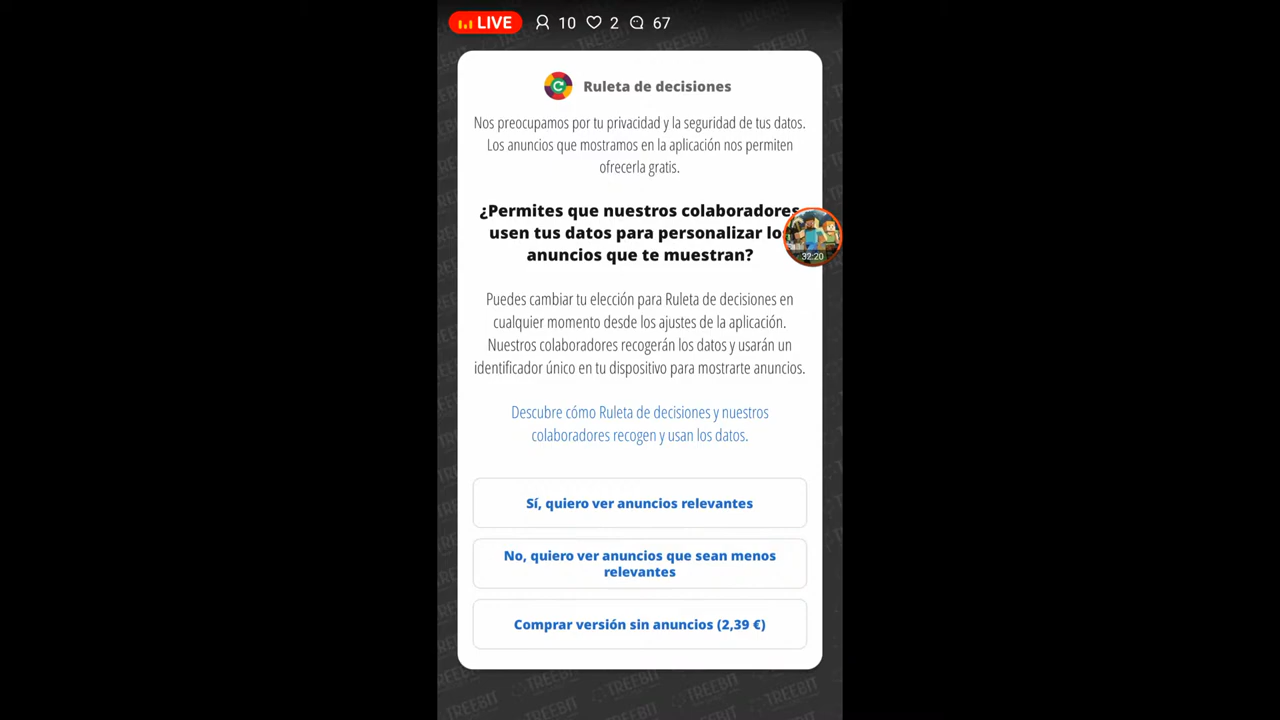 LIVE 10 2 67
Ruleta de decisiones
Nos preocupamos por tu privacidad y la seguridad de tus datos.
Los anuncios que mostramos en la aplicación nos permiten
ofrecerla gratis.
¿Permites que nuestros colaboradores
usen tus datos para personalizar lo
anuncios que te muestran?
32:20
Puedes cambiar tu elección para Ruleta de decisiones en
cualquier momento desde los ajustes de la aplicación.
Nuestros colaboradores recogerán los datos y usarán un
identificador único en tu dispositivo para mostrarte anuncios.
Descubre cómo Ruleta de decisiones y nuestros
colaboradores recogen y usan los datos.
Sí, quiero ver anuncios relevantes
No, quiero ver anuncios que sean menos
relevantes
Comprar versión sin anuncios (2,39 €)
TREEBIT